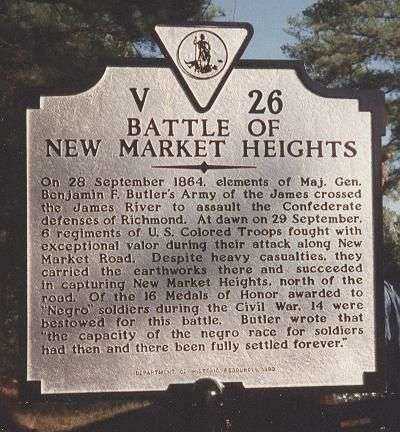 V 26
BATTLE OF
NEW MARKET HEIGHTS
On 28 September 1864, elements of Maj. Gen.
Benjamin F. Butler's Army of the James crossed
the James River to assault the Confederate
defenses of Richmond. At dawn on 29 September,
6 regiments of U.S. Colored Troops fought with
exceptional valor during their attack along New
Market Road. Despite heavy casualties, they
carried the earthworks there and succeeded
in capturing New Market Heights, north of the
road. Of the 16 Medals of Honor awarded to
"Negro" soldiers during the Civil War, 14 were
bestowed for this battle. Butler wrote that
"the capacity of the negro race for soldiers
had then and there been fully settled forever."
DEPARTMENT OF HISTORIC RESOURCES